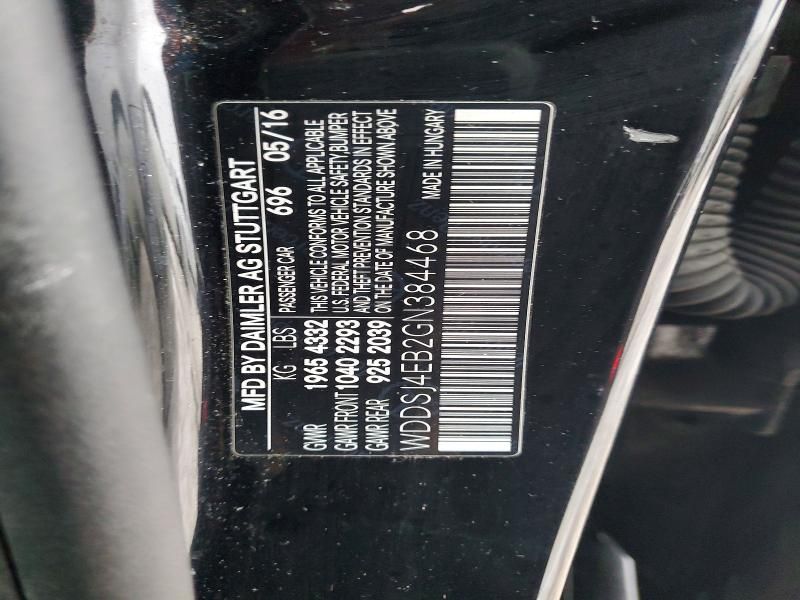 MFD BY DAIMLER AG STUTTGART
KG LBS PASSENGER CAR 696 05/16
GVWR 1965 4332 THIS VEHICLE CONFORMS TO ALL APPLICABLE
GAWR FRONT 1040 2293 U.S. FEDERAL MOTOR VEHICLE SAFETY,BUMPER
GAWR REAR 925 2039 AND THEFT PREVENTION STANDARDS IN EFFECT
ON THE DATE OF MANUFACTURE SHOWN ABOVE
WDDSJ4EB2GN384468 MADE IN HUNGARY